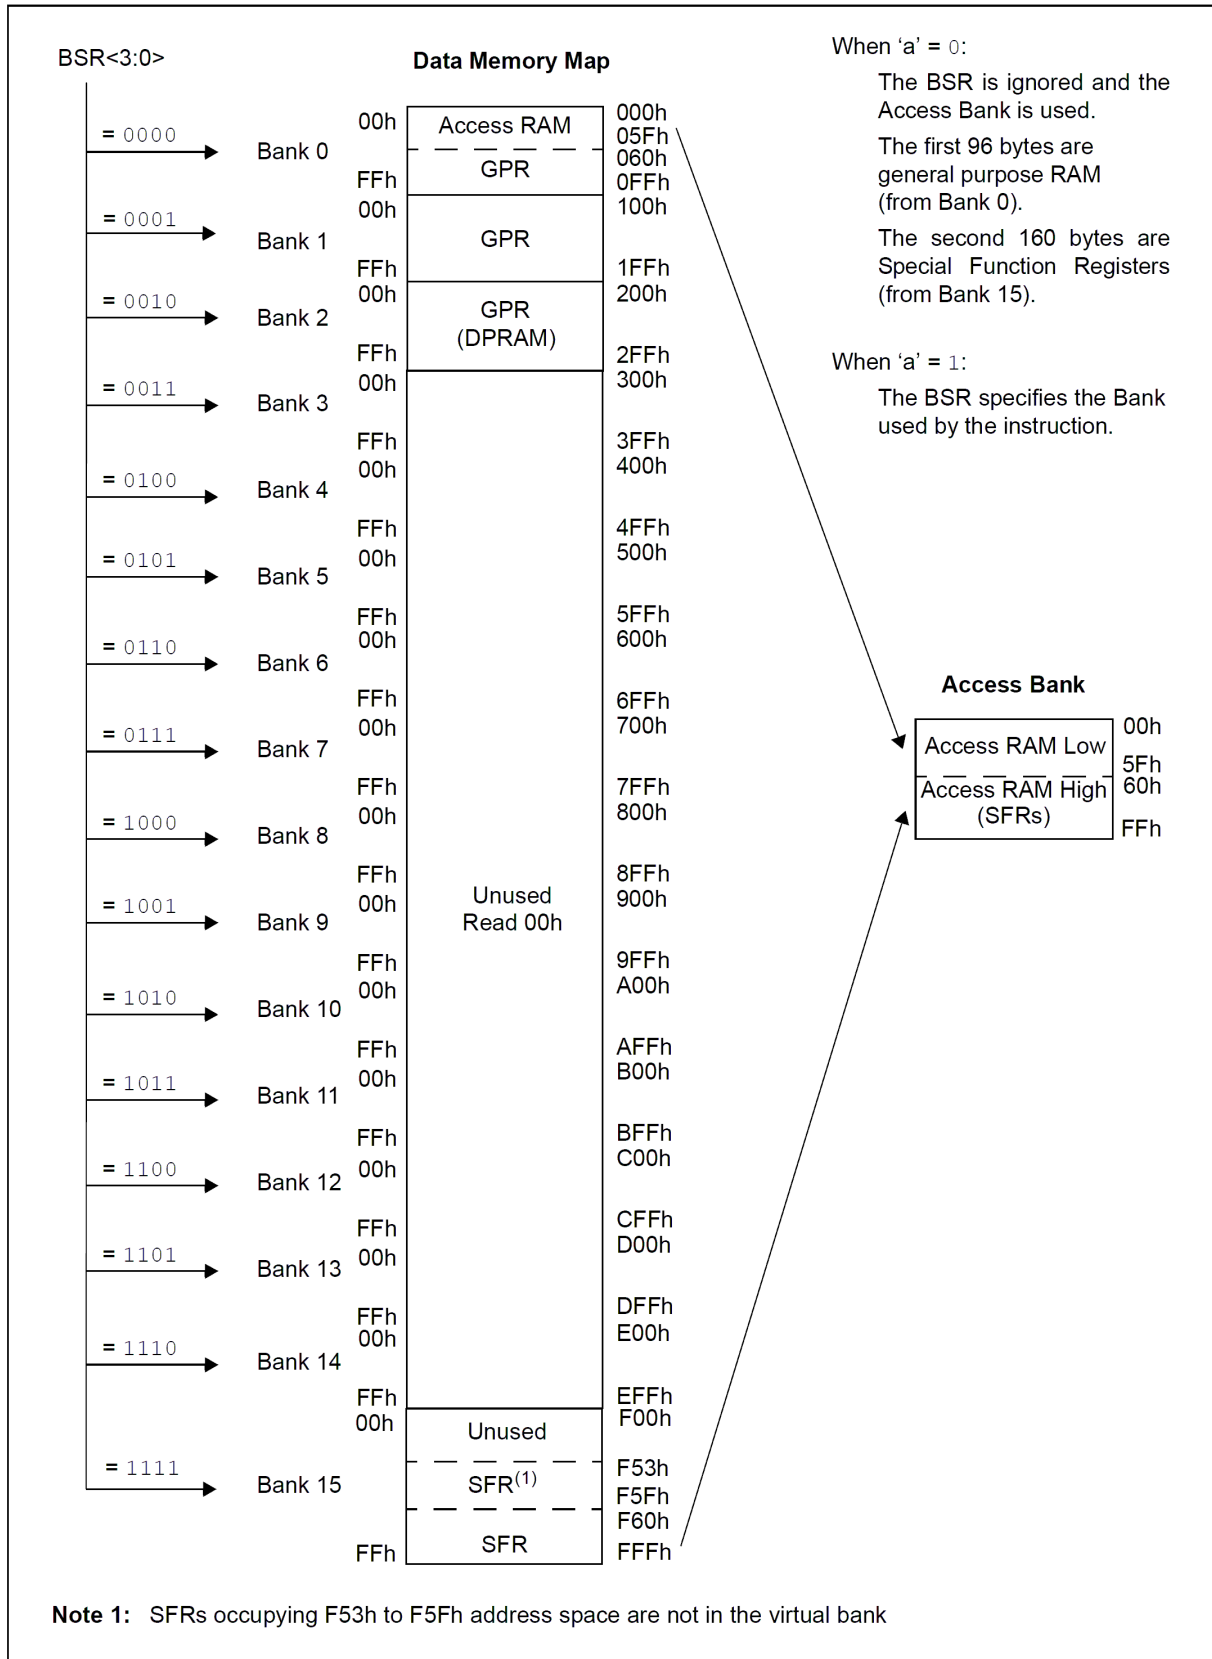 BSR<3:0>
Data Memory Map
When ‘a’ = 0:
The BSR is ignored and the
Access Bank is used.
The first 96 bytes are
general purpose RAM
(from Bank 0).
The second 160 bytes are
Special Function Registers
(from Bank 15).
When ‘a’ = 1:
The BSR specifies the Bank
used by the instruction.
= 0000
Bank 0
00h
Access RAM
000h
05Fh
060h
GPR
FFh
0FFh
= 0001
Bank 1
00h
100h
GPR
FFh
1FFh
= 0010
Bank 2
00h
200h
GPR
(DPRAM)
FFh
2FFh
= 0011
Bank 3
00h
300h
FFh
3FFh
= 0100
Bank 4
00h
400h
FFh
4FFh
= 0101
Bank 5
00h
500h
FFh
5FFh
= 0110
Bank 6
00h
600h
FFh
6FFh
= 0111
Bank 7
00h
700h
FFh
7FFh
= 1000
Bank 8
00h
800h
FFh
8FFh
= 1001
Bank 9
00h
900h
Unused
Read 00h
FFh
9FFh
= 1010
Bank 10
00h
A00h
FFh
AFFh
= 1011
Bank 11
00h
B00h
FFh
BFFh
= 1100
Bank 12
00h
C00h
FFh
CFFh
= 1101
Bank 13
00h
D00h
FFh
DFFh
= 1110
Bank 14
00h
E00h
FFh
EFFh
= 1111
Bank 15
00h
F00h
Unused
F53h
SFR(1)
F5Fh
F60h
SFR
FFh
FFFh
Access Bank
Access RAM Low
00h
5Fh
Access RAM High
(SFRs)
60h
FFh
Note 1: SFRs occupying F53h to F5Fh address space are not in the virtual bank